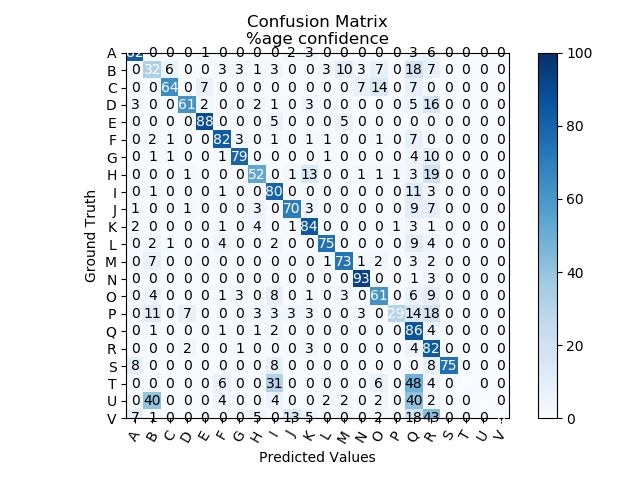 Confusion Matrix
%age confidence
A 82 0 0 0 1 0 0 0 0 2 3 0 0 0 0 0 3 6 0 0 0 0
B 0 32 6 0 0 3 3 1 3 0 0 3 10 3 7 0 18 7 0 0 0 0
C 0 0 64 0 7 0 0 0 0 0 0 0 0 7 14 0 7 0 0 0 0 0
D 3 0 0 61 2 0 0 2 1 0 3 0 0 0 0 0 5 16 0 0 0 0
E 0 0 0 0 88 0 0 0 5 0 0 0 5 0 0 0 0 0 0 0 0 0
F 0 2 1 0 0 82 3 0 1 0 1 1 0 0 1 0 7 0 0 0 0 0
G 0 1 1 0 0 1 79 0 0 0 0 1 0 0 0 0 4 10 0 0 0 0
H 0 0 0 1 0 0 0 52 0 1 13 0 0 1 1 1 3 19 0 0 0 0
I 0 1 0 0 0 1 0 0 80 0 0 0 0 0 0 0 11 3 0 0 0 0
J 1 0 0 1 0 0 0 3 0 70 3 0 0 0 0 0 9 7 0 0 0 0
K 2 0 0 0 0 1 0 4 0 1 84 0 0 0 0 1 3 1 0 0 0 0
L 0 2 1 0 0 4 0 0 2 0 0 75 0 0 0 0 9 4 0 0 0 0
M 0 7 0 0 0 0 0 0 0 0 0 1 73 1 2 0 3 2 0 0 0 0
N 0 0 0 0 0 0 0 0 0 0 0 0 0 93 0 0 1 3 0 0 0 0
O 0 4 0 0 0 1 3 0 8 0 1 0 3 0 61 0 6 9 0 0 0 0
P 0 11 0 7 0 0 0 3 3 3 3 0 0 3 0 29 14 18 0 0 0 0
Q 0 1 0 0 0 1 0 1 2 0 0 0 0 0 0 0 86 4 0 0 0 0
R 0 0 0 2 0 0 1 0 0 0 3 0 0 0 0 0 4 82 0 0 0 0
S 8 0 0 0 0 0 0 0 8 0 0 0 0 0 0 0 0 8 75 0 0 0
T 0 0 0 0 0 6 0 0 31 0 0 0 0 0 6 0 48 4 0 0 0
U 0 40 0 0 0 4 0 0 4 0 0 2 2 0 2 0 40 2 0 0 0
V 7 1 0 0 0 0 0 5 0 13 5 0 0 0 2 0 18 43 0 0 0
A B C D E F G H I J K L M N O P Q R S T U V
Predicted Values
Ground Truth
100
80
60
40
20
0